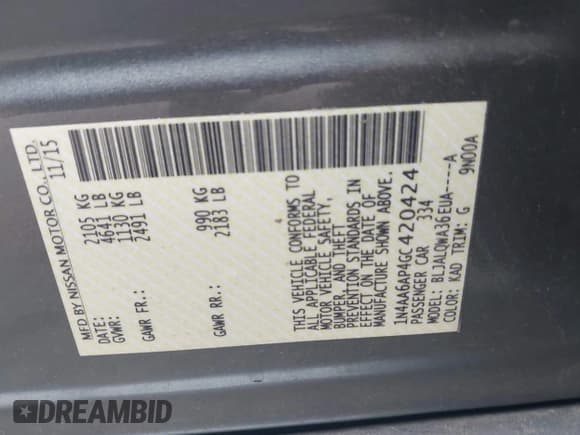 MFD BY NISSAN MOTOR CO., LTD.
DATE: 11/15
GVWR: 2105 KG
4641 LB
GAWR FR: 1130 KG
2491 LB
GAWR RR: 990 KG
2183 LB
THIS VEHICLE CONFORMS TO
ALL APPLICABLE FEDERAL
MOTOR VEHICLE SAFETY,
BUMPER, AND THEFT
PREVENTION STANDARDS IN
EFFECT ON THE DATE OF
MANUFACTURE SHOWN ABOVE.
1N4AA6AP4GC420424
PASSENGER CAR 334
MODEL: BLJALQWA36EUA-----A
COLOR: KAD TRIM: G 9N00A
DREAMBID